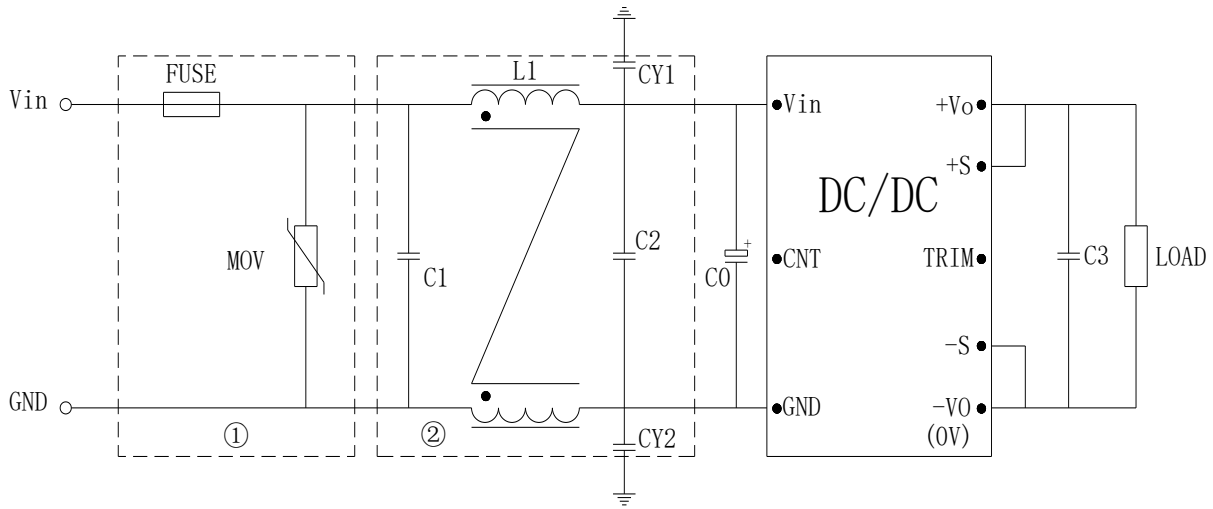 FUSE
L1
CY1
Vin
Vin
+Vo
+S
DC/DC
MOV
C1
C2
+
C0
CNT
TRIM
C3
LOAD
-S
GND
GND
-VO
(0V)
①
②
CY2